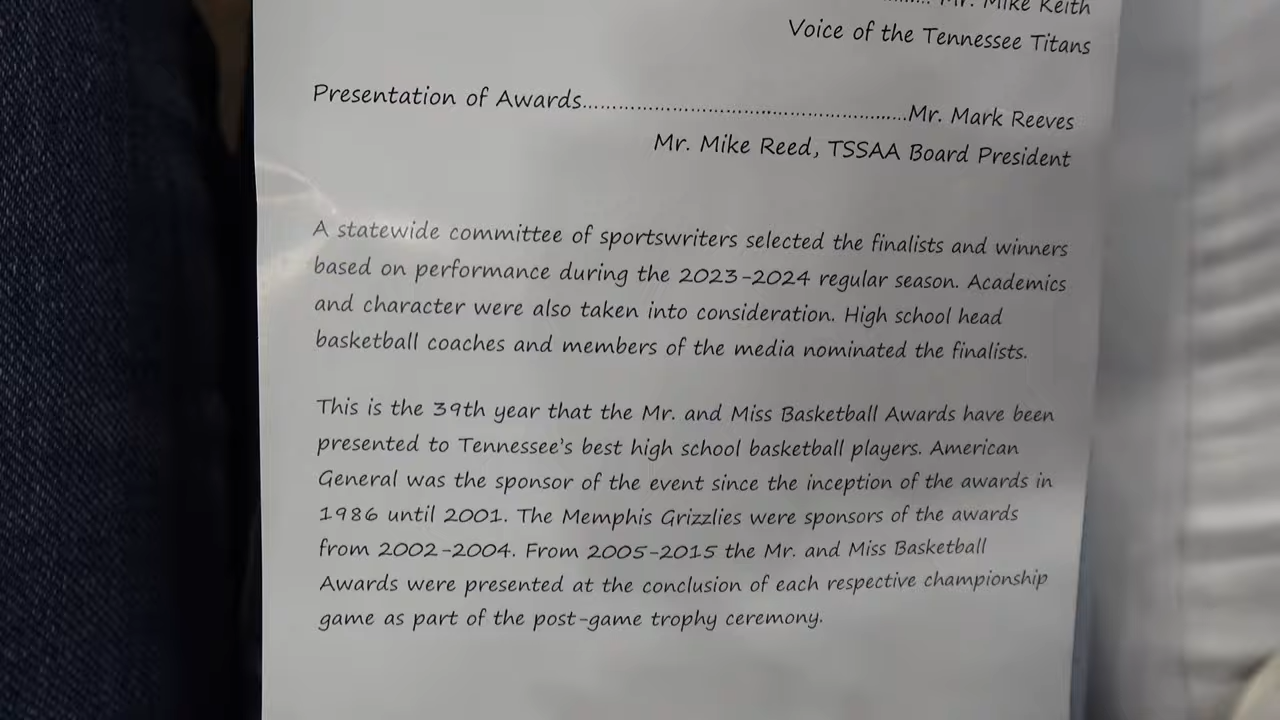 Mr. Mike Keith
Voice of the Tennessee Titans
Presentation of Awards.......................................................Mr. Mark Reeves
Mr. Mike Reed, TSSAA Board President
A statewide committee of sportswriters selected the finalists and winners
based on performance during the 2023-2024 regular season. Academics
and character were also taken into consideration. High school head
basketball coaches and members of the media nominated the finalists.
This is the 39th year that the Mr. and Miss Basketball Awards have been
presented to Tennessee's best high school basketball players. American
General was the sponsor of the event since the inception of the awards in
1986 until 2001. The Memphis Grizzlies were sponsors of the awards
from 2002-2004. From 2005-2015 the Mr. and Miss Basketball
Awards were presented at the conclusion of each respective championship
game as part of the post-game trophy ceremony.